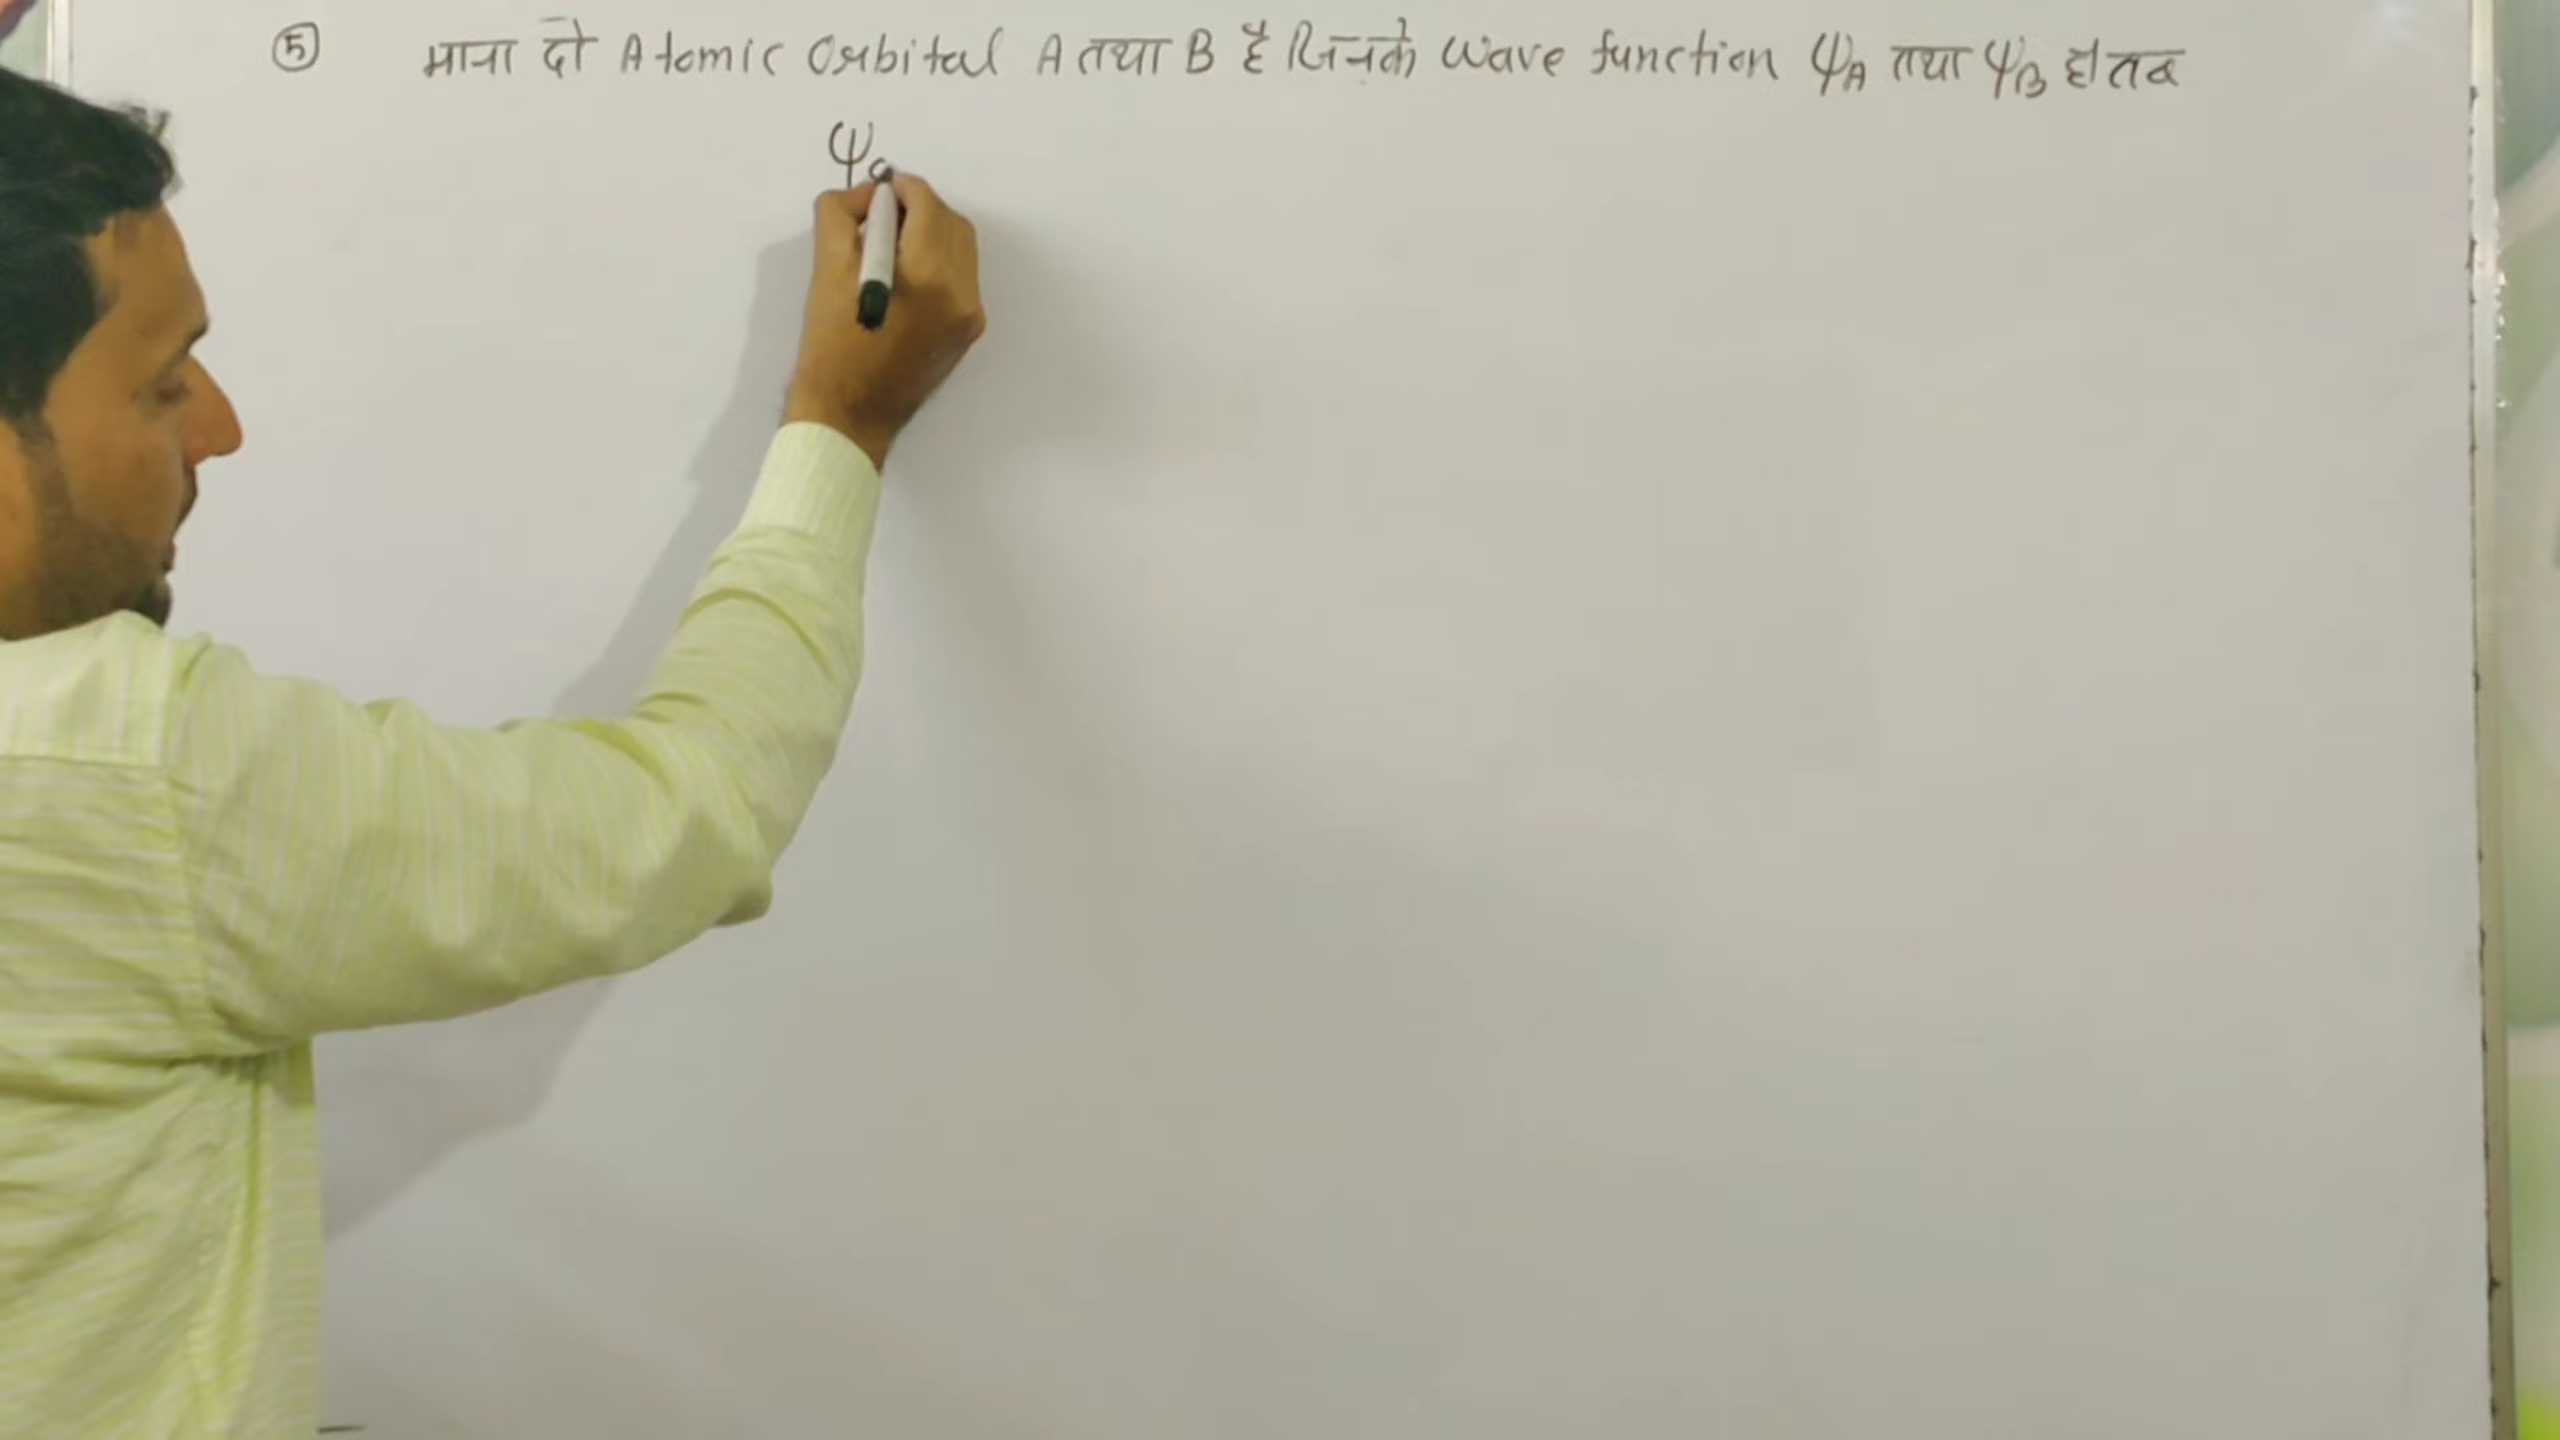 ⑤ माना दो Atomic Orbital A तथा B है जिनके wave function ΨA तथा ΨB हो तब
Ψa